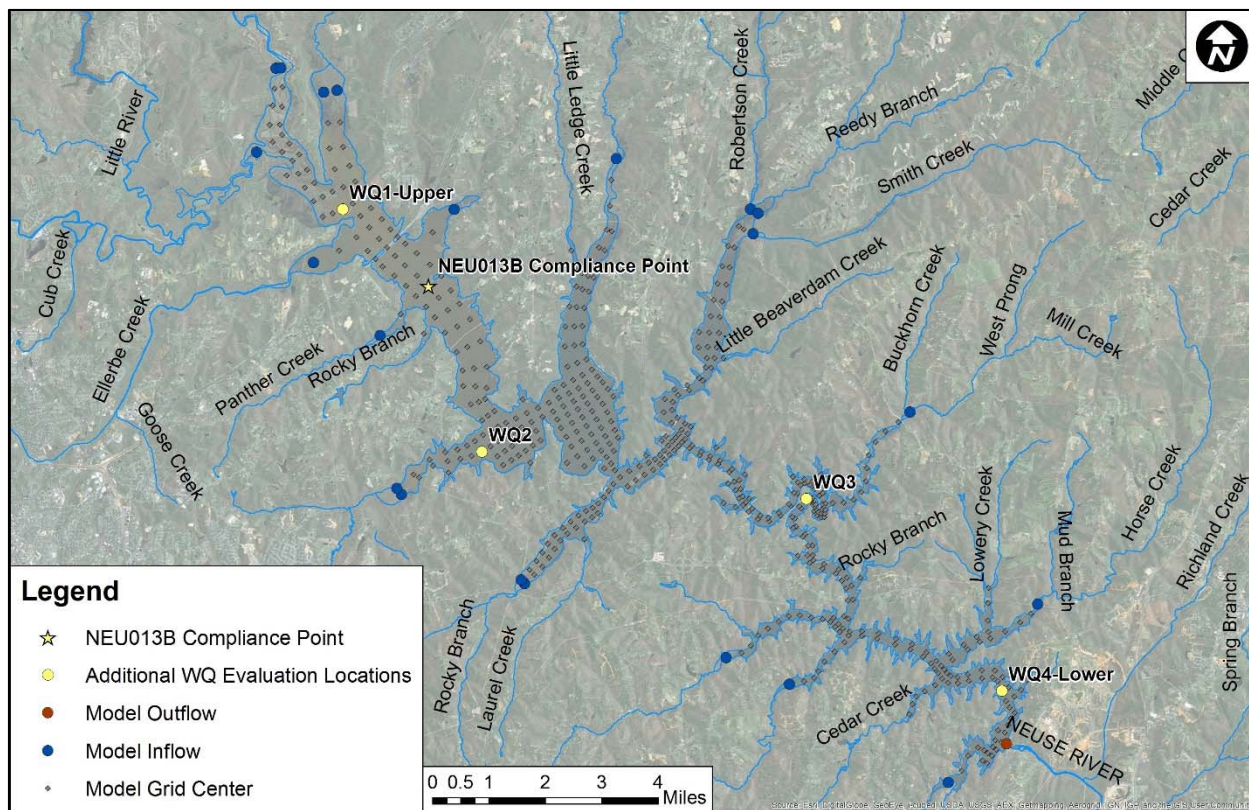 N
Little River
Little Ledge Creek
Robertson Creek
Reedy Branch
Middle C
Smith Creek
Cedar Creek
WQ1-Upper
NEU013B Compliance Point
Cub Creek
Ellerbe Creek
Panther Creek
Rocky Branch
Goose Creek
Little Beaverdam Creek
Buckhorn Creek
West Prong
Mill Creek
WQ2
WQ3
Rocky Branch
Lowery Creek
Mud Branch
Horse Creek
Richland Creek
Spring Branch
Rocky Branch
Laurel Creek
WQ4-Lower
Cedar Creek
NEUSE RIVER
Legend
NEU013B Compliance Point
Additional WQ Evaluation Locations
Model Outflow
Model Inflow
Model Grid Center
0 0.5 1 2 3 4
Miles